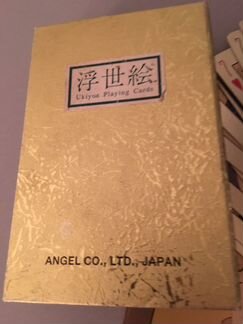 浮世絵
Ukiyoe Playing Cards
ANGEL CO., LTD., JAPAN